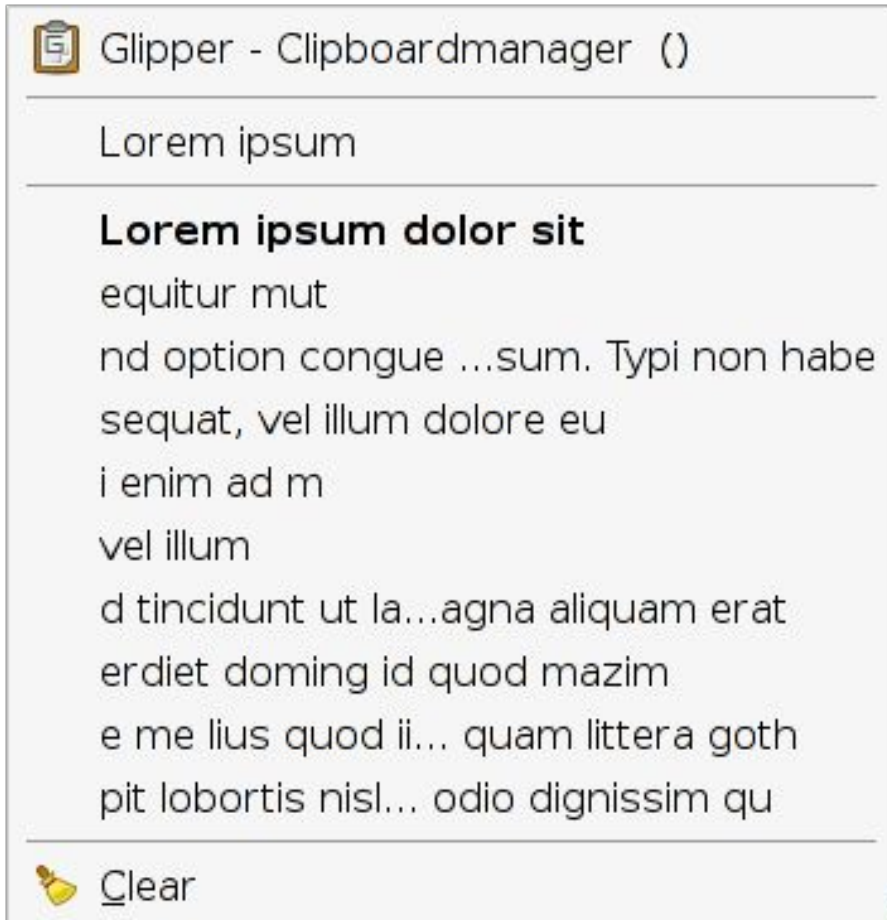 Glipper - Clipboardmanager ()
Lorem ipsum
Lorem ipsum dolor sit
equitur mut
nd option congue ...sum. Typi non habe
sequat, vel illum dolore eu
i enim ad m
vel illum
d tincidunt ut la...agna aliquam erat
erdiet doming id quod mazim
e me lius quod ii... quam littera goth
pit lobortis nisl... odio dignissim qu
Clear